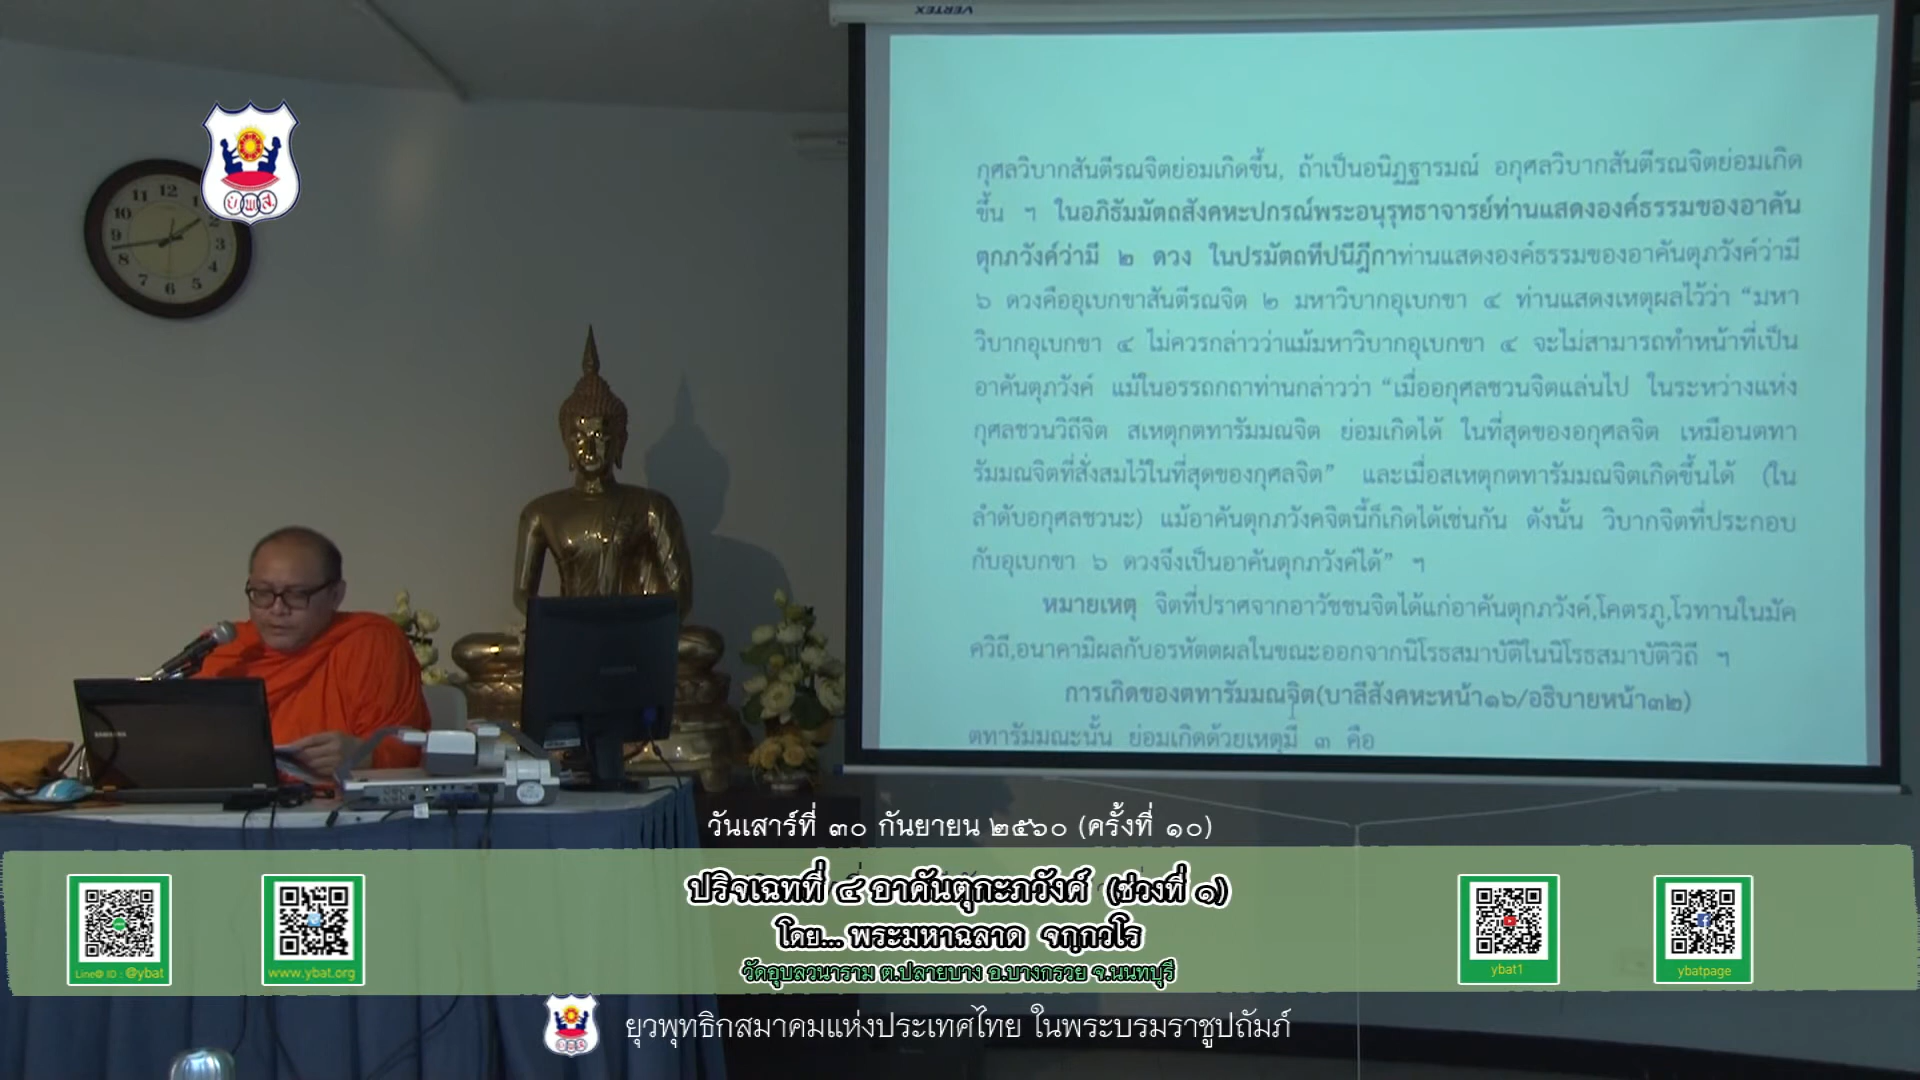 VERTEX
กุศลวิบากสันตีรณจิตย่อมเกิดขึ้น, ถ้าเป็นอนิฏฐารมณ์ อกุศลวิบากสันตีรณจิตย่อมเกิด
ขึ้น ฯ ในอภิธัมมัตถสังคหะปกรณ์พระอนุรุทธาจารย์ท่านแสดงองค์ธรรมของอาคัน
ตุกภวังค์ว่ามี ๒ ดวง ในปรมัตถทีปนีฎีกาท่านแสดงองค์ธรรมของอาคันตุภวังค์ว่ามี
๖ ดวงคืออุเบกขาสันตีรณจิต ๒ มหาวิบากอุเบกขา ๔ ท่านแสดงเหตุผลไว้ว่า “มหา
วิบากอุเบกขา ๔ ไม่ควรกล่าวว่าแม้มหาวิบากอุเบกขา ๔ จะไม่สามารถทำหน้าที่เป็น
อาคันตุภวังค์ แม้ในอรรถกถาท่านกล่าวว่า “เมื่ออกุศลชวนจิตแล่นไป ในระหว่างแห่ง
กุศลชวนวิถีจิต สเหตุกตทารัมมณจิต ย่อมเกิดได้ ในที่สุดของอกุศลจิต เหมือนตทา
รัมมณจิตที่สั่งสมไว้ในที่สุดของกุศลจิต” และเมื่อสเหตุกตทารัมมณจิตเกิดขึ้นได้ (ใน
ลำดับอกุศลชวนะ) แม้อาคันตุกภวังคจิตนี้ก็เกิดได้เช่นกัน ดังนั้น วิบากจิตที่ประกอบ
กับอุเบกขา ๖ ดวงจึงเป็นอาคันตุกภวังค์ได้” ฯ
หมายเหตุ จิตที่ปราศจากอาวัชชนจิตได้แก่อาคันตุกภวังค์,โคตรภู,โวทานในมัค
ควิถี,อนาคามิผลกับอรหัตตผลในขณะออกจากนิโรธสมาบัติในนิโรธสมาบัติวิถี ฯ
การเกิดของตทารัมมณจิต(บาลีสังคหะหน้า๑๖/อธิบายหน้า๓๒)
ตทารัมมณะนั้น ย่อมเกิดด้วยเหตุมี ๓ คือ
ยพส.
12 1 2 3 4 5 6 7 8 9 10 11
SAMSUNG
วันเสาร์ที่ ๓๐ กันยายน ๒๕๖๐ (ครั้งที่ ๑๐)
ปริจเฉทที่ ๔ อาคันตุกะภวังค์ (ช่วงที่ ๑)
โดย... พระมหาฉลาด จกฺกวโร
วัดอุบลวนาราม ต.ปลายบาง อ.บางกรวย จ.นนทบุรี
Line@ ID : @ybat
www.ybat.org
ybat1
ybatpage
ยุวพุทธิกสมาคมแห่งประเทศไทย ในพระบรมราชูปถัมภ์